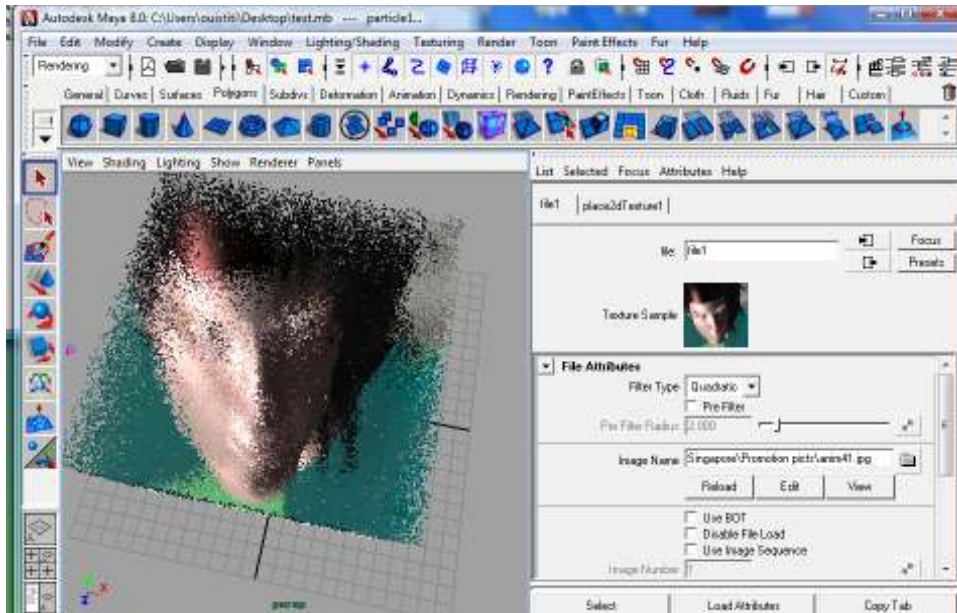 Autodesk Maya 8.0: C:\Users\ouistiti\Desktop\test.mb --- particle1...
File Edit Modify Create Display Window Lighting/Shading Texturing Render Toon Paint Effects Fur Help
Rendering
General Curves Surfaces Polygons Subdivs Deformation Animation Dynamics Rendering PaintEffects Toon Cloth Fluids Fur Hair Custom
View Shading Lighting Show Renderer Panels
List Selected Focus Attributes Help
file1 place2dTexture1
file: file1
Focus
Presets
Texture Sample
File Attributes
Filter Type Quadratic
Pre Filter
Pre Filter Radius 2.000
Image Name Singapore\Promotion pictr\anim41.jpg
Reload Edit View
Use BOT
Disable File Load
Use Image Sequence
Image Number 1
persp
Select Load Attributes Copy Tab